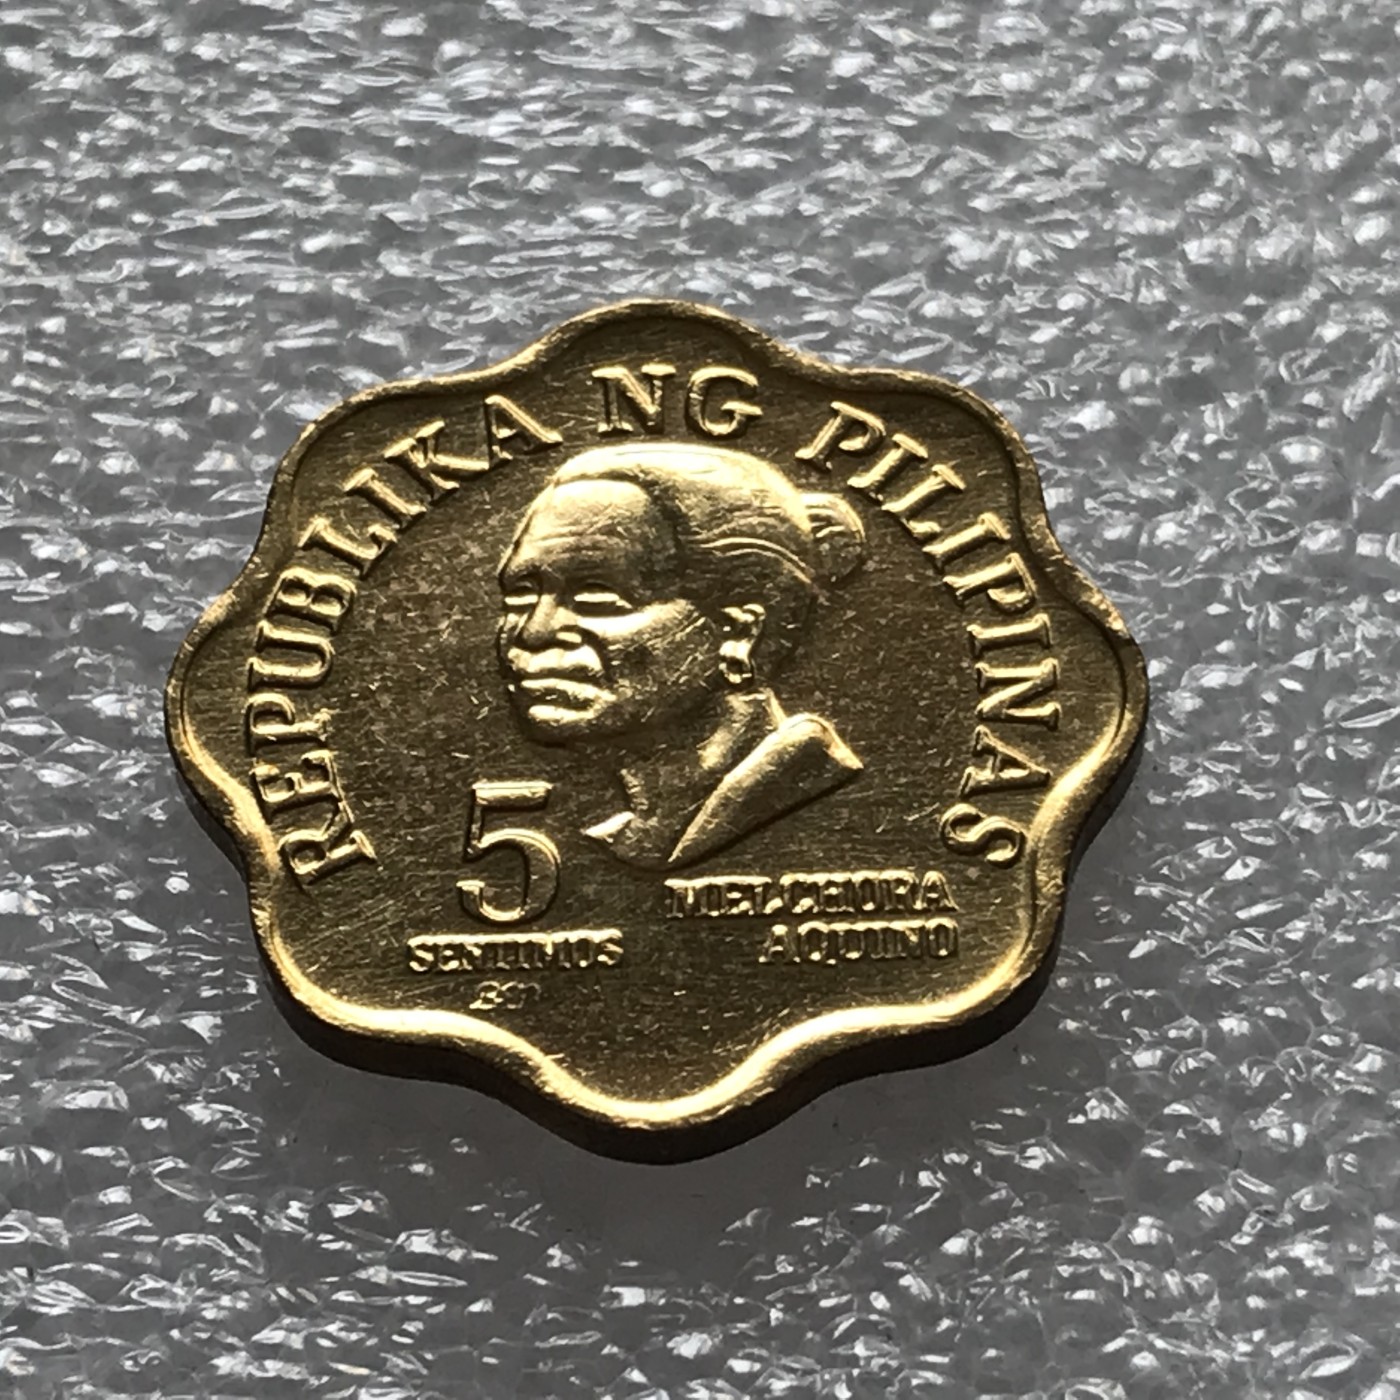 REPUBLIKA NG PILIPINAS
5
SENTIMOS
MELCHORA
AQUINO